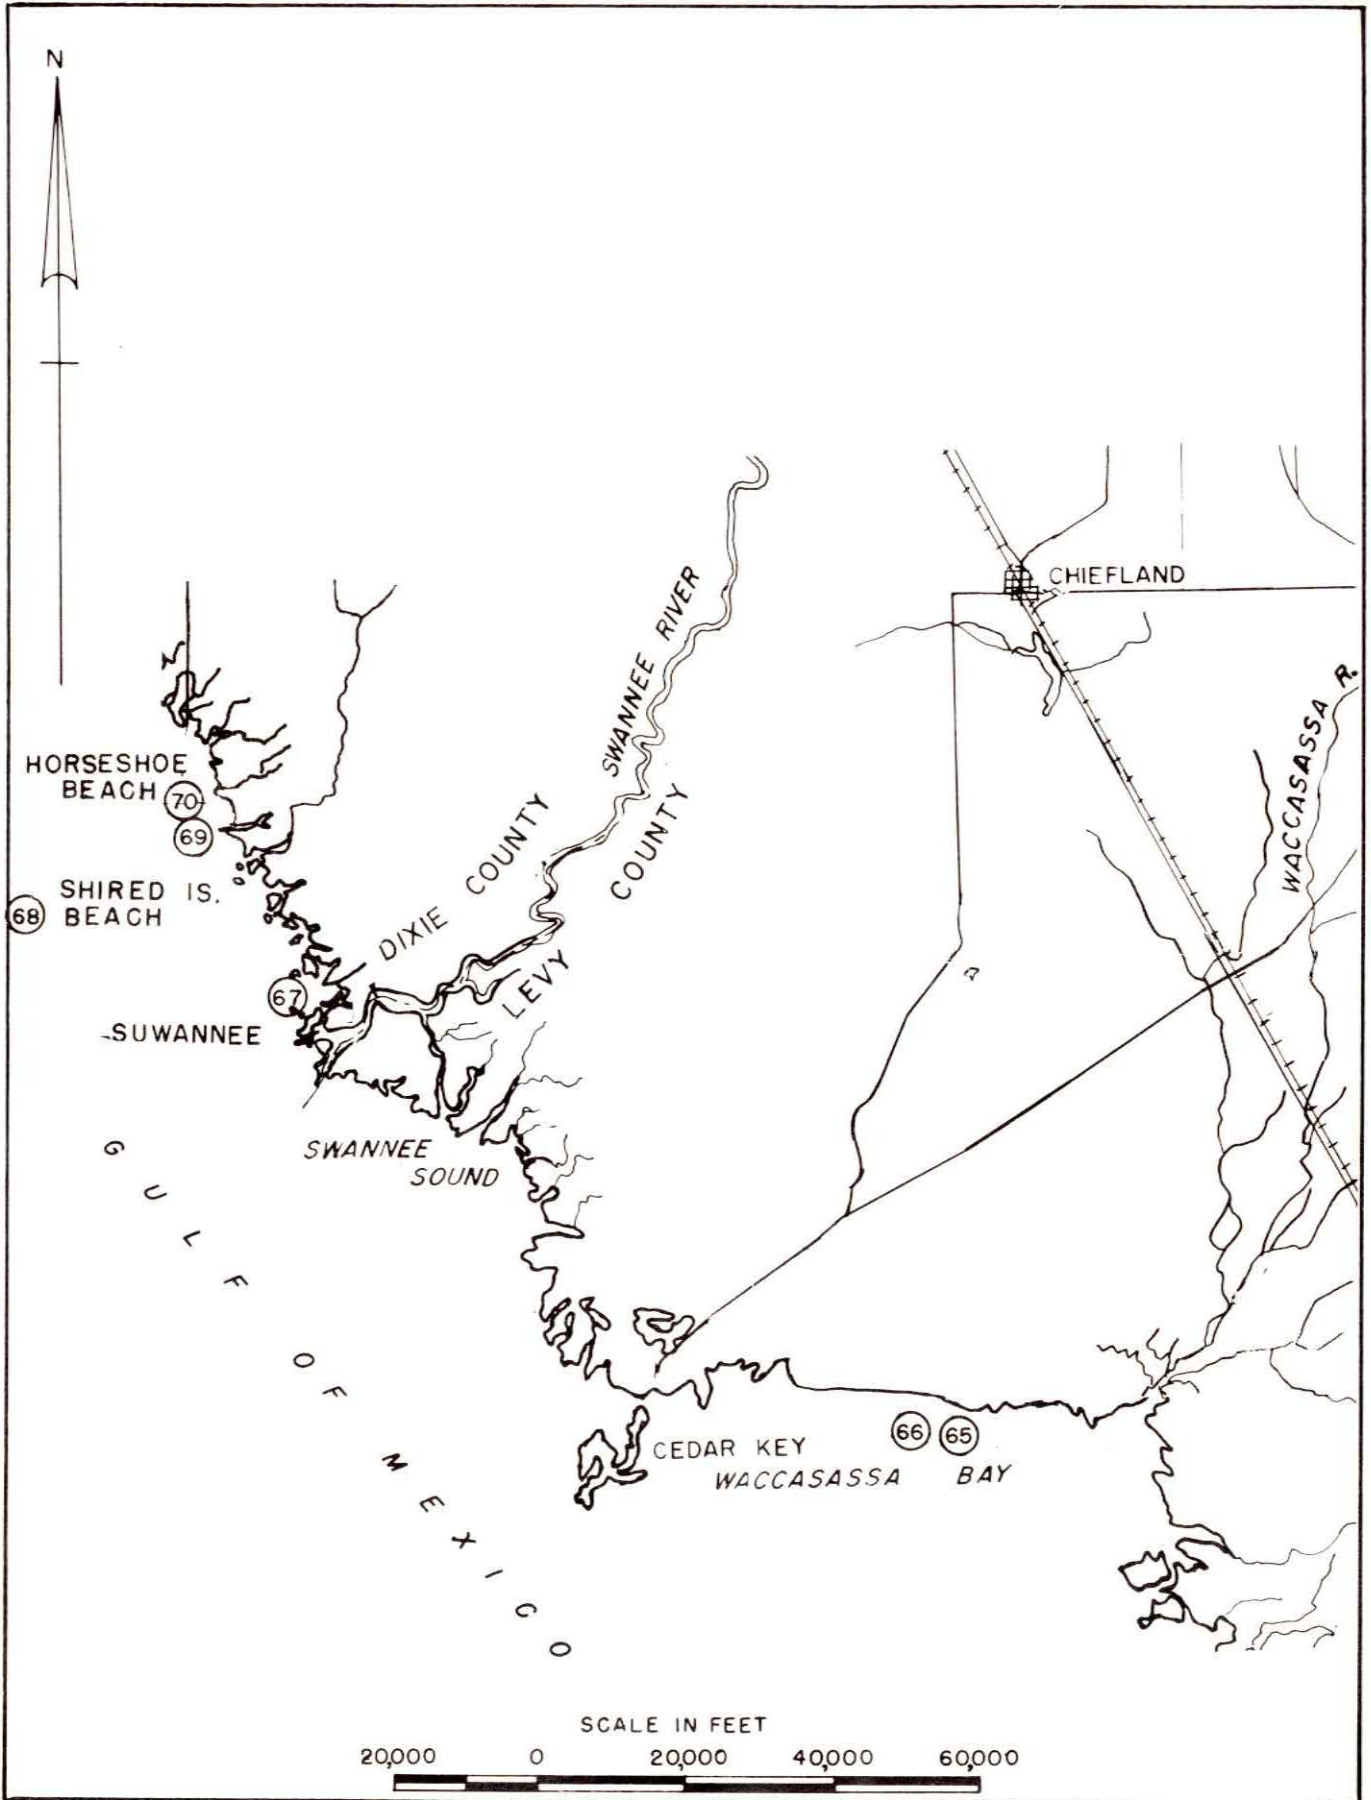 N
CHIEFLAND
SWANNEE RIVER
WACCASASSA R.
HORSESHOE
BEACH
70
69
DIXIE COUNTY
LEVY COUNTY
SHIRED IS.
68 BEACH
67
SUWANNEE
SWANNEE
SOUND
GULF OF MEXICO
66 65
CEDAR KEY
WACCASASSA BAY
SCALE IN FEET
20,000 0 20,000 40,000 60,000